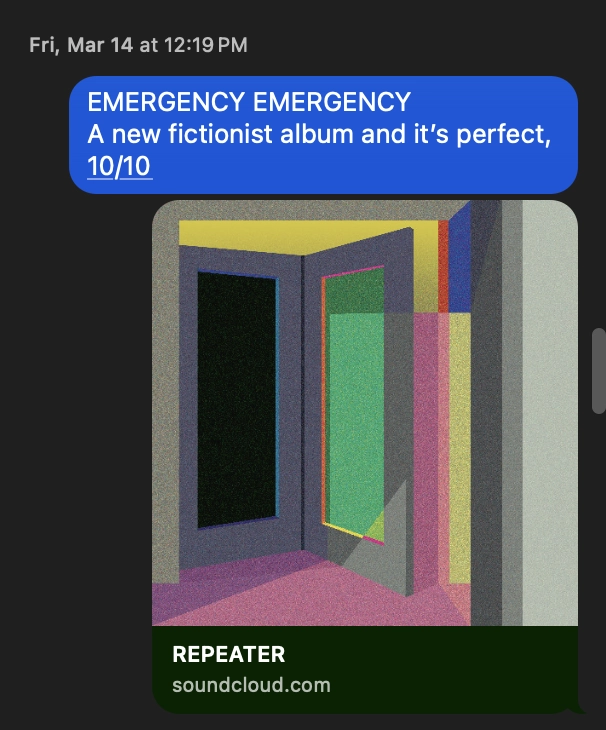 Fri, Mar 14 at 12:19 PM
EMERGENCY EMERGENCY
A new fictionist album and it’s perfect,
10/10
REPEATER
soundcloud.com